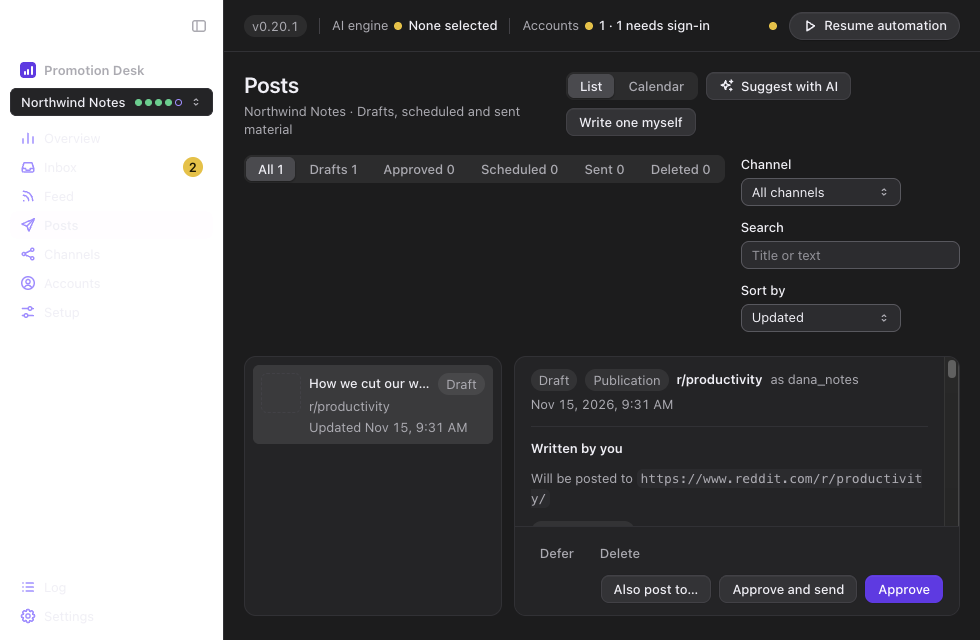 v0.20.1
AI engine None selected
Accounts 1 · 1 needs sign-in
Resume automation
Promotion Desk
Northwind Notes
Overview
Inbox 2
Feed
Posts
Channels
Accounts
Setup
Log
Settings
Posts
Northwind Notes · Drafts, scheduled and sent
material
List Calendar
Suggest with AI
Write one myself
All 1 Drafts 1 Approved 0 Scheduled 0 Sent 0 Deleted 0
Channel
All channels
Search
Title or text
Sort by
Updated
How we cut our w... Draft
r/productivity
Updated Nov 15, 9:31 AM
Draft Publication r/productivity as dana_notes
Nov 15, 2026, 9:31 AM
Written by you
Will be posted to https://www.reddit.com/r/productivit
y/
Defer Delete
Also post to... Approve and send Approve